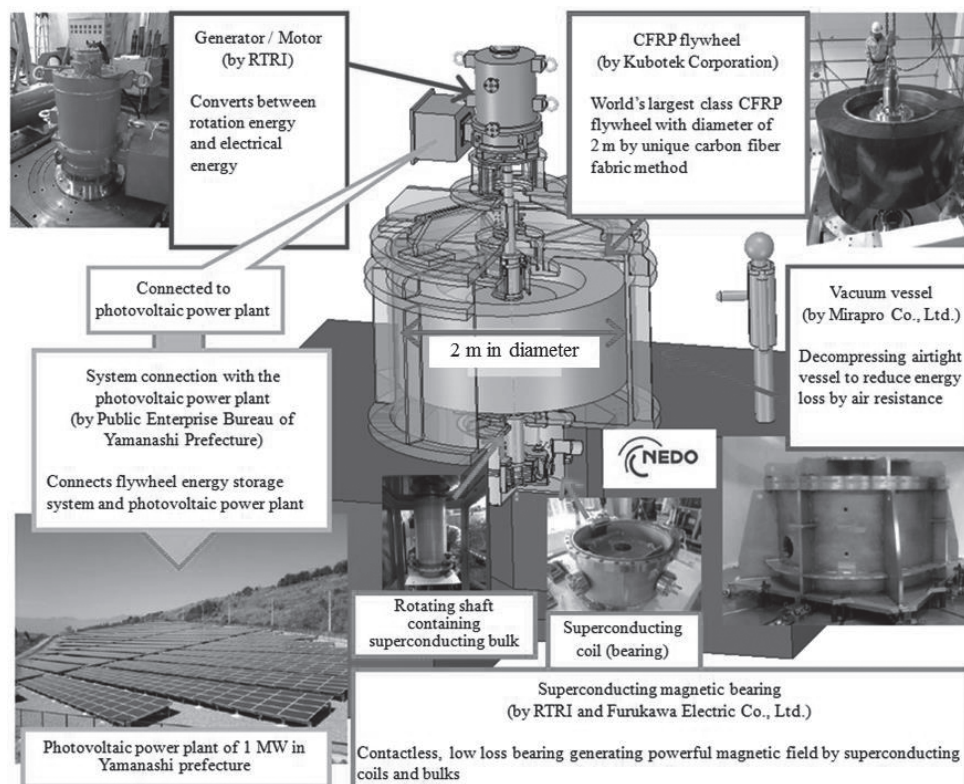 Generator / Motor
(by RTRI)
Converts between
rotation energy
and electrical
energy
CFRP flywheel
(by Kubotek Corporation)
World's largest class CFRP
flywheel with diameter of
2 m by unique carbon fiber
fabric method
Connected to
photovoltaic power plant
2 m in diameter
Vacuum vessel
(by Mirapro Co., Ltd.)
Decompressing airtight
vessel to reduce energy
loss by air resistance
System connection with the
photovoltaic power plant
(by Public Enterprise Bureau of
Yamanashi Prefecture)
Connects flywheel energy storage
system and photovoltaic power plant
NEDO
Rotating shaft
containing
superconducting bulk
Superconducting
coil (bearing)
Superconducting magnetic bearing
(by RTRI and Furukawa Electric Co., Ltd.)
Contactless, low loss bearing generating powerful magnetic field by superconducting
coils and bulks
Photovoltaic power plant of 1 MW in
Yamanashi prefecture